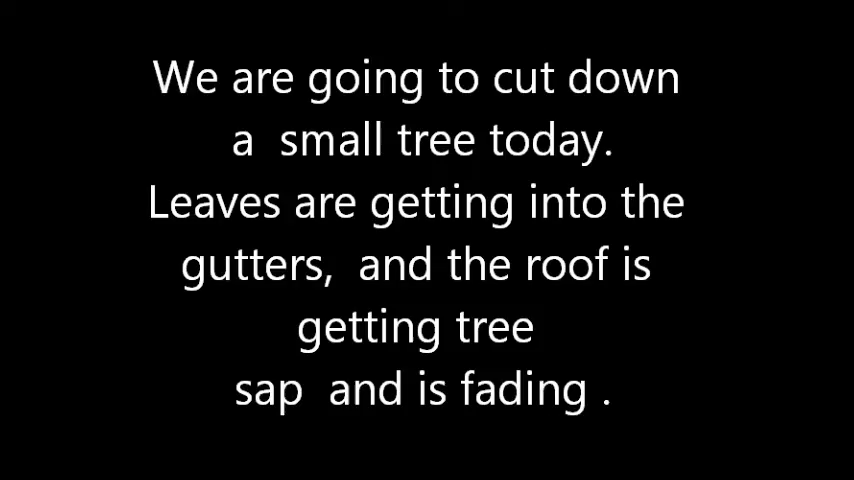 We are going to cut down
a  small tree today.
Leaves are getting into the
gutters,  and the roof is
getting tree
sap  and is fading .